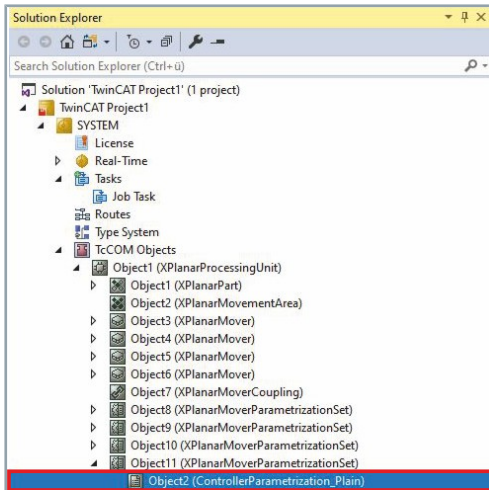 Solution Explorer
Search Solution Explorer (Ctrl+ü)
Solution 'TwinCAT Project1' (1 project)
TwinCAT Project1
SYSTEM
License
Real-Time
Tasks
Job Task
Routes
Type System
TcCOM Objects
Object1 (XPlanarProcessingUnit)
Object1 (XPlanarPart)
Object2 (XPlanarMovementArea)
Object3 (XPlanarMover)
Object4 (XPlanarMover)
Object5 (XPlanarMover)
Object6 (XPlanarMover)
Object7 (XPlanarMoverCoupling)
Object8 (XPlanarMoverParametrizationSet)
Object9 (XPlanarMoverParametrizationSet)
Object10 (XPlanarMoverParametrizationSet)
Object11 (XPlanarMoverParametrizationSet)
Object2 (ControllerParametrization_Plain)